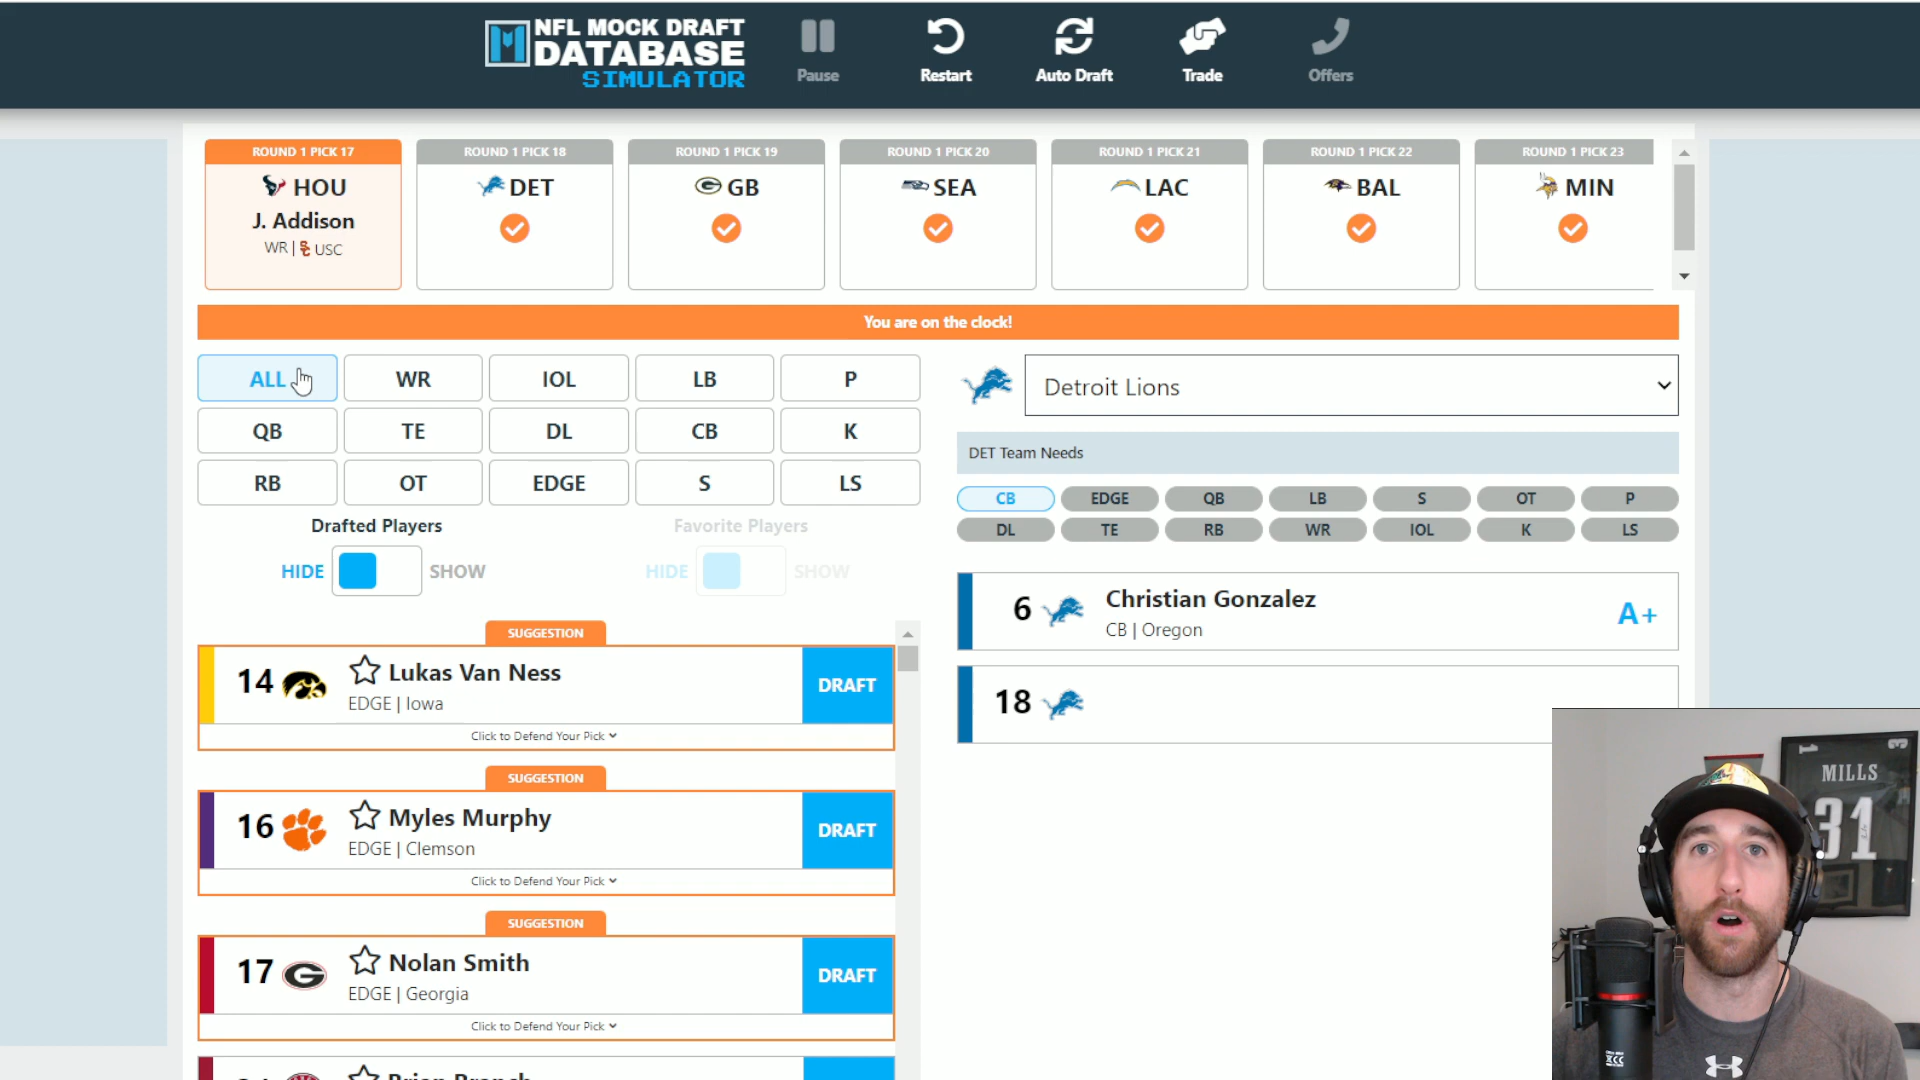 NFL MOCK DRAFT
DATABASE
SIMULATOR
Pause
Restart
Auto Draft
Trade
Offers
ROUND 1 PICK 17
HOU
J. Addison
WR | USC
ROUND 1 PICK 18
DET
ROUND 1 PICK 19
GB
ROUND 1 PICK 20
SEA
ROUND 1 PICK 21
LAC
ROUND 1 PICK 22
BAL
ROUND 1 PICK 23
MIN
You are on the clock!
ALL WR IOL LB P
QB TE DL CB K
RB OT EDGE S LS
Drafted Players
HIDE SHOW
Favorite Players
HIDE SHOW
SUGGESTION
14 Lukas Van Ness
EDGE | Iowa
DRAFT
Click to Defend Your Pick
SUGGESTION
16 Myles Murphy
EDGE | Clemson
DRAFT
Click to Defend Your Pick
SUGGESTION
17 Nolan Smith
EDGE | Georgia
DRAFT
Click to Defend Your Pick
Brian Branch
Detroit Lions
DET Team Needs
CB EDGE QB LB S OT P
DL TE RB WR IOL K LS
6 Christian Gonzalez
CB | Oregon
A+
18
MILLS
31